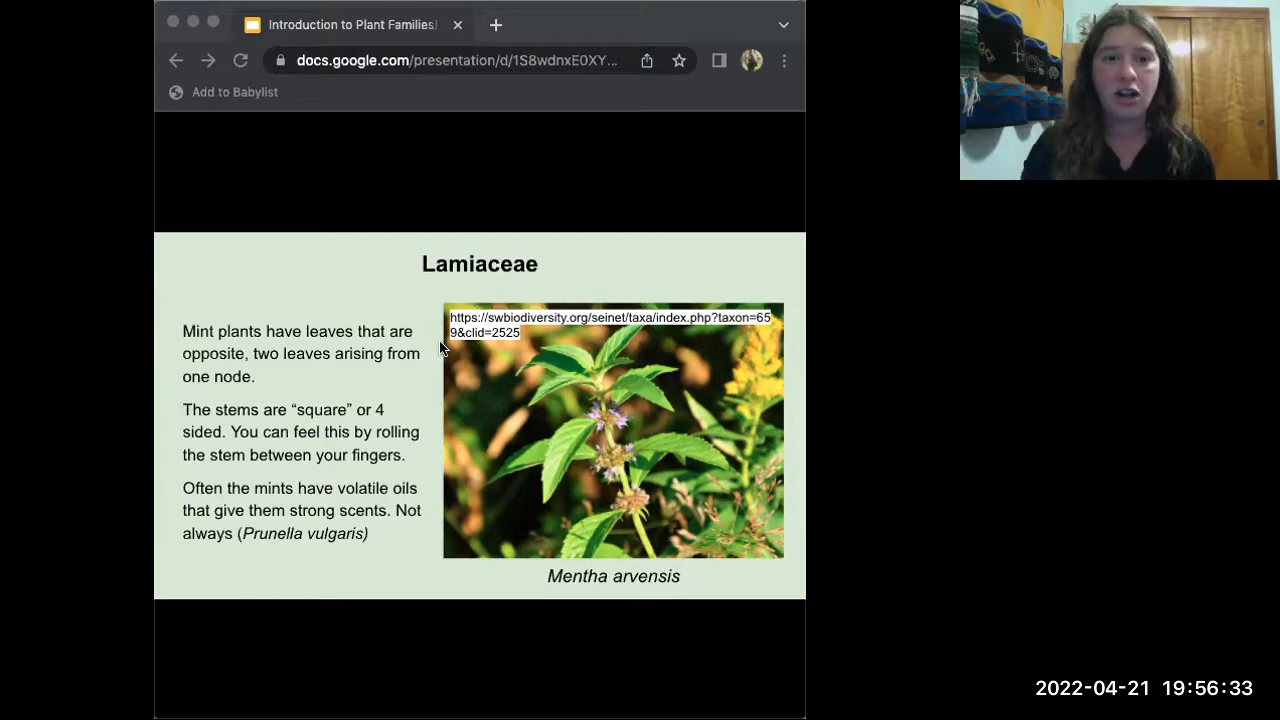 Introduction to Plant Families!
docs.google.com/presentation/d/1S8wdnxE0XY...
Add to Babylist
Lamiaceae
Mint plants have leaves that are
opposite, two leaves arising from
one node.
The stems are “square” or 4
sided. You can feel this by rolling
the stem between your fingers.
Often the mints have volatile oils
that give them strong scents. Not
always (Prunella vulgaris)
https://swbiodiversity.org/seinet/taxa/index.php?taxon=65
9&clid=2525
Mentha arvensis
2022-04-21 19:56:33